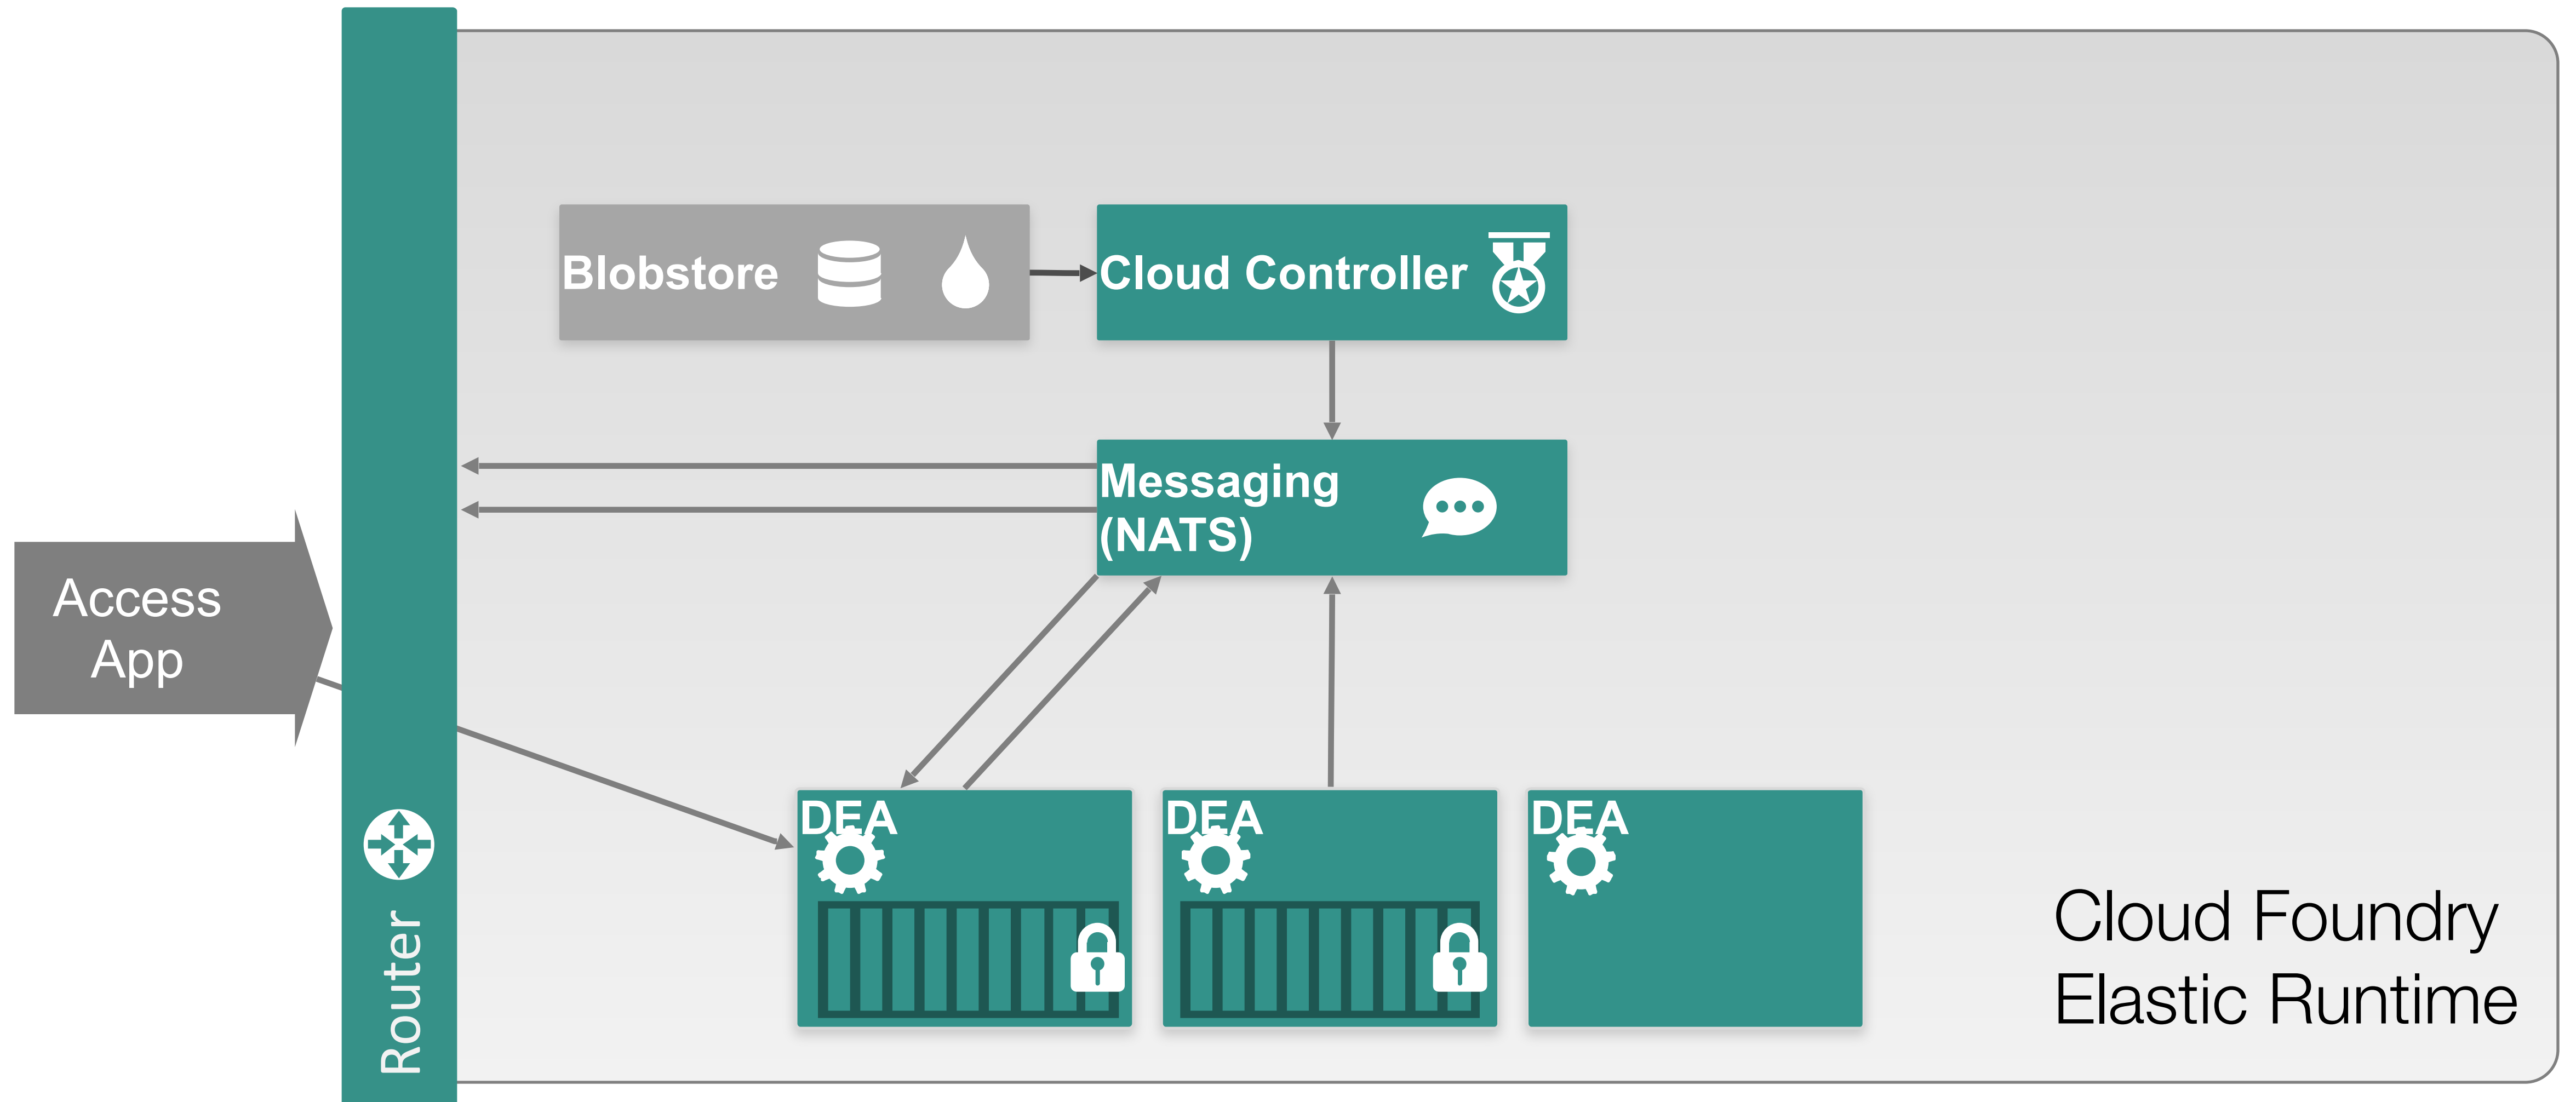 Blobstore
Cloud Controller
Messaging
(NATS)
Access
App
DEA
DEA
DEA
Router
Cloud Foundry
Elastic Runtime